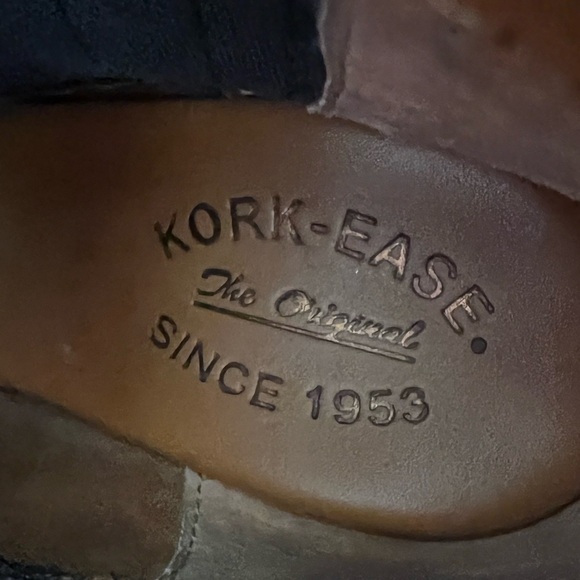 KORK-EASE.
The Original
SINCE 1953